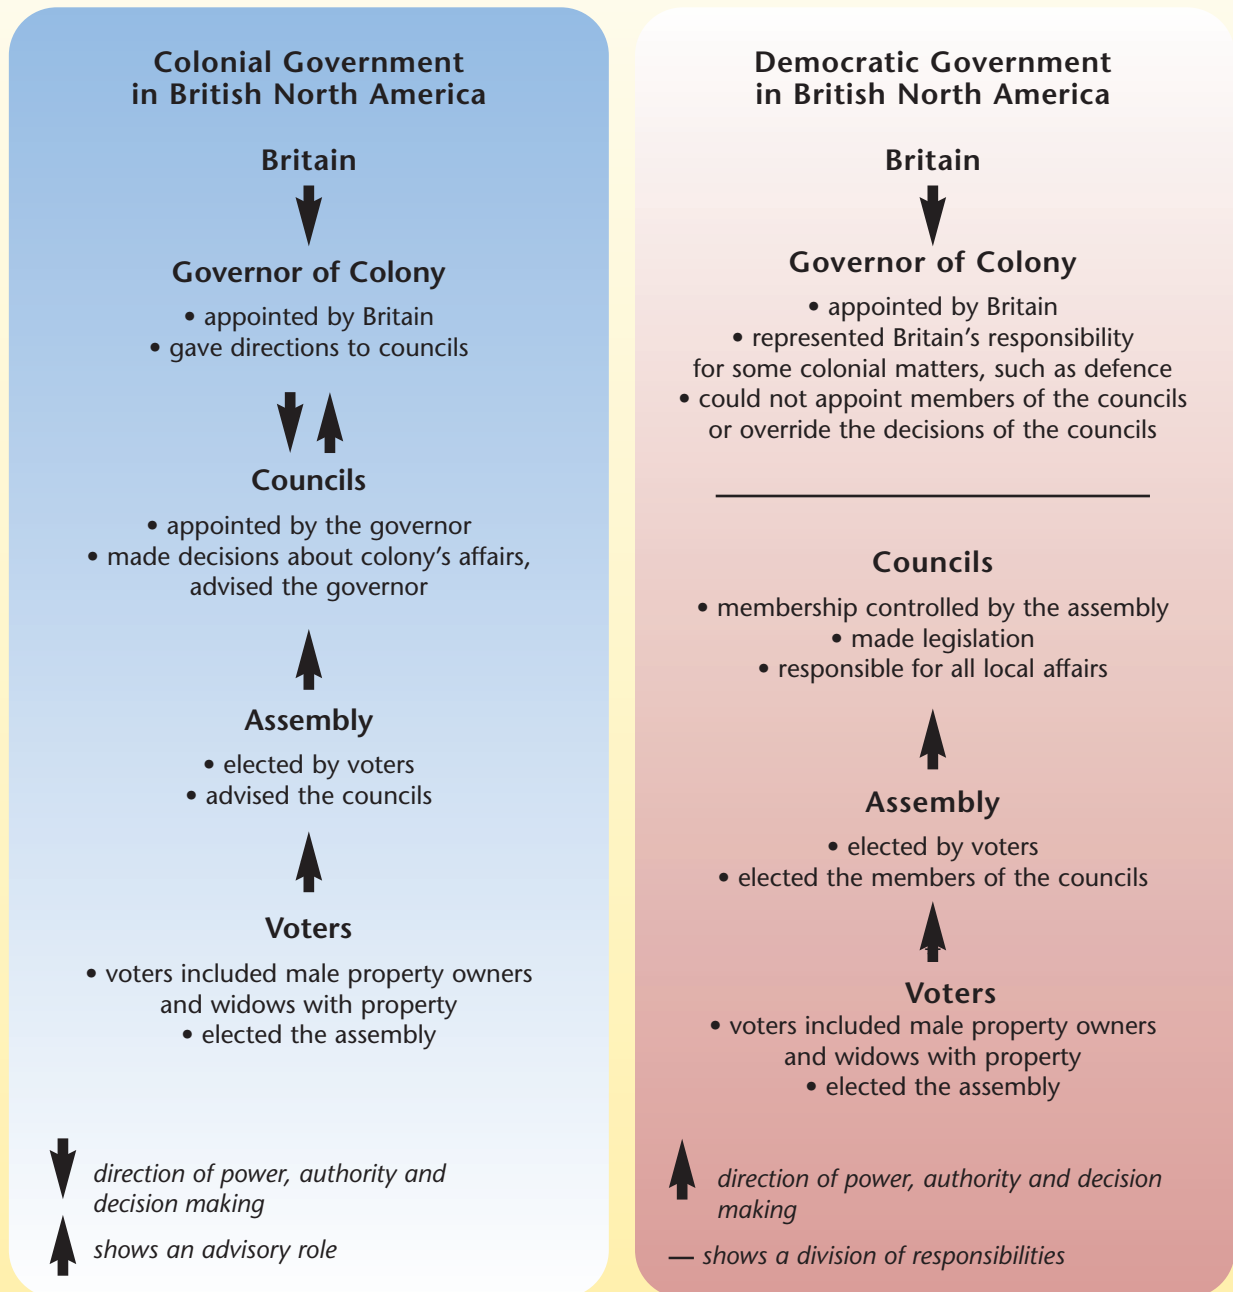 Colonial Government
in British North America
Britain
Governor of Colony
• appointed by Britain
• gave directions to councils
Councils
• appointed by the governor
• made decisions about colony’s affairs,
advised the governor
Assembly
• elected by voters
• advised the councils
Voters
• voters included male property owners
and widows with property
• elected the assembly
direction of power, authority and
decision making
shows an advisory role
Democratic Government
in British North America
Britain
Governor of Colony
• appointed by Britain
• represented Britain’s responsibility
for some colonial matters, such as defence
• could not appoint members of the councils
or override the decisions of the councils
Councils
• membership controlled by the assembly
• made legislation
• responsible for all local affairs
Assembly
• elected by voters
• elected the members of the councils
Voters
• voters included male property owners
and widows with property
• elected the assembly
direction of power, authority and decision
making
— shows a division of responsibilities